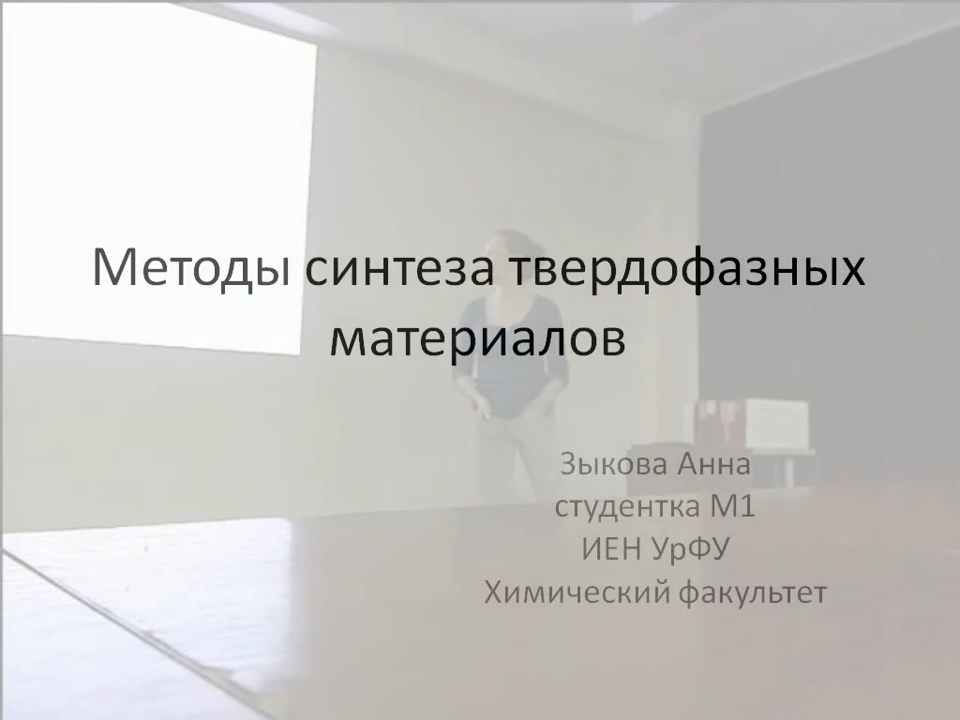 Методы синтеза твердофазных
материалов
Зыкова Анна
студентка М1
ИЕН УрФУ
Химический факультет